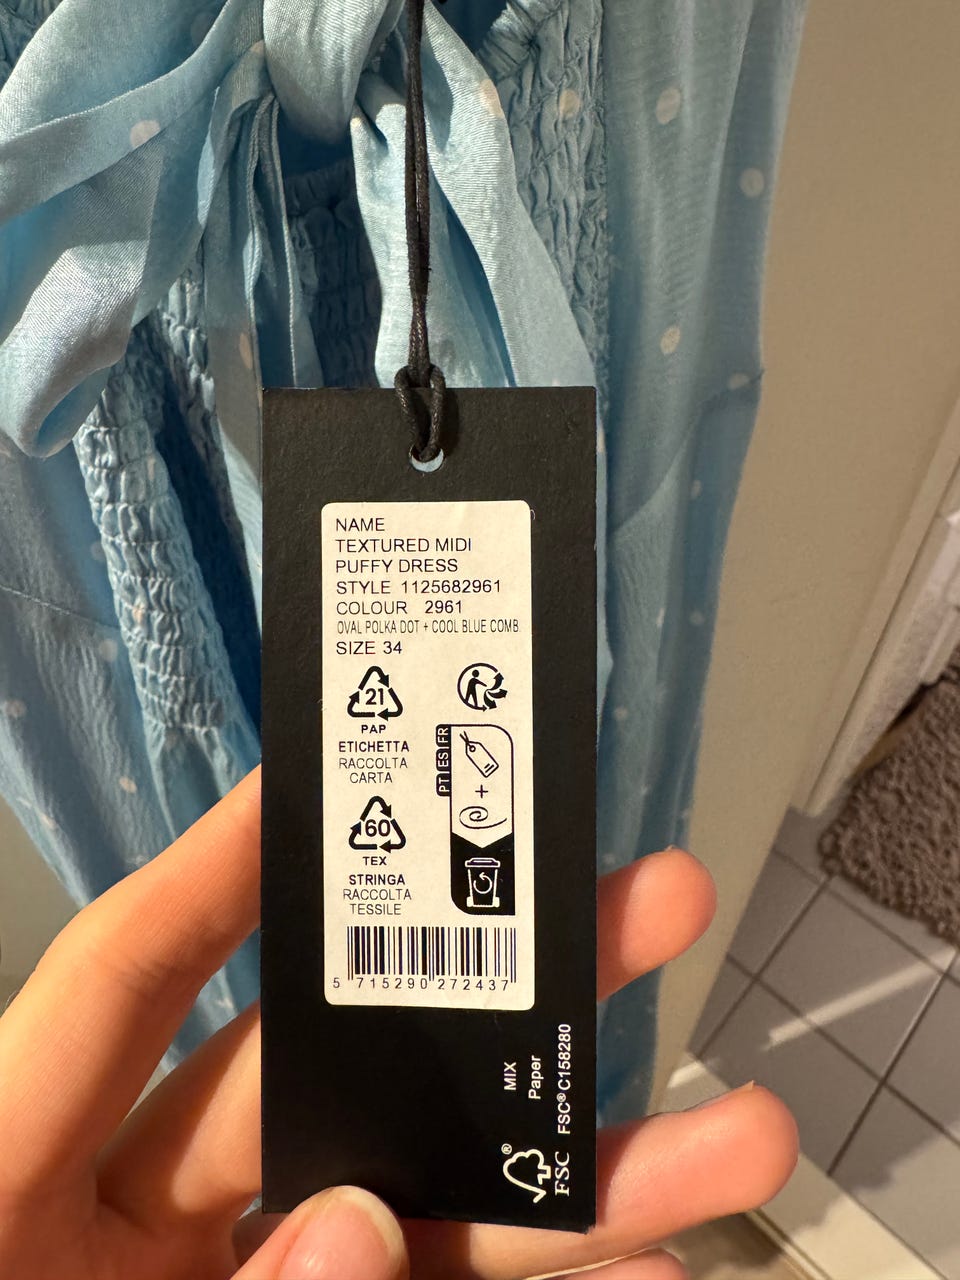 NAME
TEXTURED MIDI
PUFFY DRESS
STYLE 1125682961
COLOUR 2961
OVAL POLKA DOT + COOL BLUE COMB.
SIZE 34
21
PAP
ETICHETTA
RACCOLTA
CARTA
60
TEX
STRINGA
RACCOLTA
TESSILE
PT ES FR
+
5 715290 272437
MIX
Paper
FSC® C158280
®
FSC